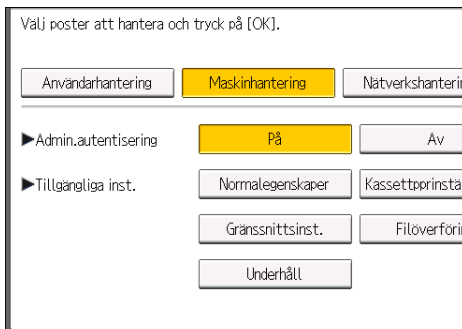 Välj poster att hantera och tryck på [OK].
Användarhantering Maskinhantering Nätverkshanterin
▶Admin.autentisering På Av
▶Tillgängliga inst. Normalegenskaper Kassettpprinstä
Gränssnittsinst. Filöverföri
Underhåll